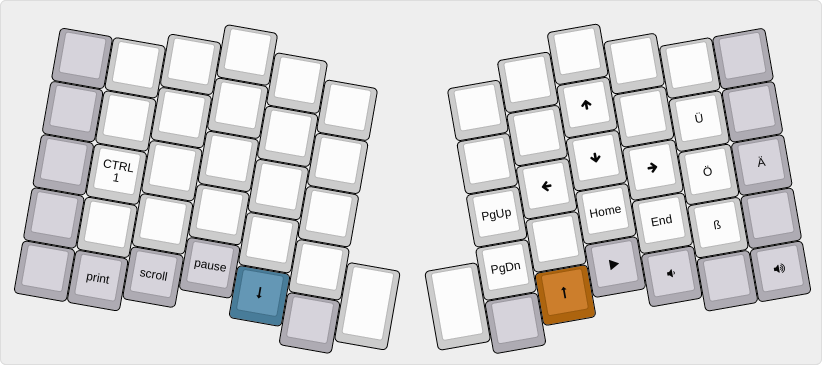 CTRL
1
print
scroll
pause
↓
↑
Ü
↓
→
Ö
Ä
←
PgUp
Home
End
ß
PgDn
↑
▶
🔉
🔊